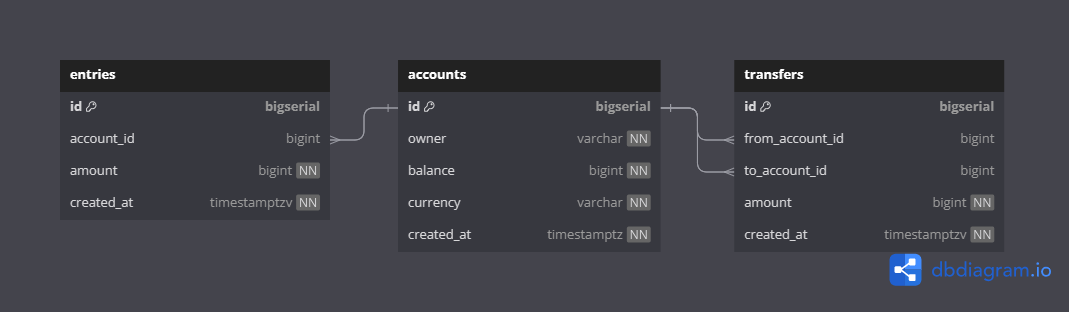 entries
id bigserial
account_id bigint
amount bigint NN
created_at timestamptzv NN
accounts
id bigserial
owner varchar NN
balance bigint NN
currency varchar NN
created_at timestamptz NN
transfers
id bigserial
from_account_id bigint
to_account_id bigint
amount bigint NN
created_at timestamptzv NN
dbdiagram.io